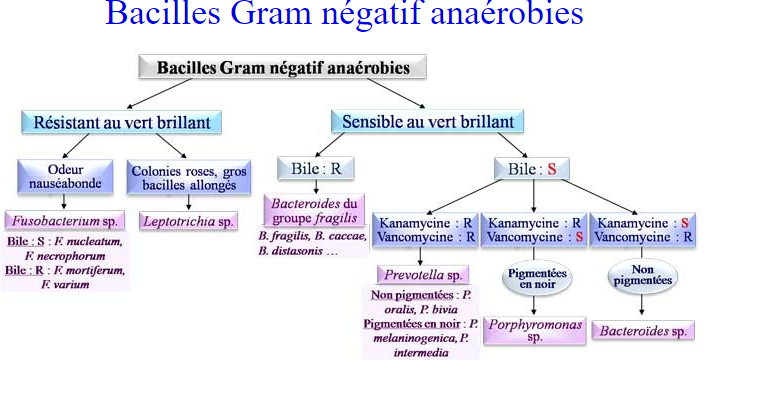 Bacilles Gram négatif anaérobies
Bacilles Gram négatif anaérobies
Résistant au vert brillant
Sensible au vert brillant
Odeur
nauséabonde
Colonies roses, gros
bacilles allongés
Bile : R
Bile : S
Fusobacterium sp.
Bile : S : F. nucleatum,
F. necrophorum
Bile : R : F. mortiferum,
F. varium
Leptotrichia sp.
Bacteroides du
groupe fragilis
B. fragilis, B. caccae,
B. distasonis ...
Kanamycine : R
Vancomycine : R
Kanamycine : R
Vancomycine : S
Kanamycine : S
Vancomycine : R
Prevotella sp.
Non pigmentées : P.
oralis, P. bivia
Pigmentées en noir : P.
melaninogenica, P.
intermedia
Pigmentées
en noir
Porphyromonas
sp.
Non
pigmentées
Bacteroïdes sp.